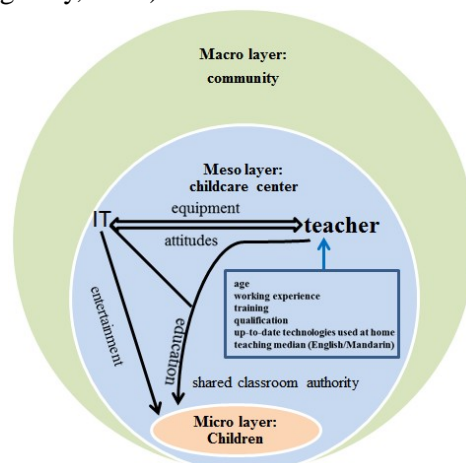 Macro layer:
community
Meso layer:
childcare center
equipment
IT
teacher
attitudes
entertainment
education
age
working experience
training
qualification
up-to-date technologies used at home
teaching median (English/Mandarin)
shared classroom authority
Micro layer:
Children